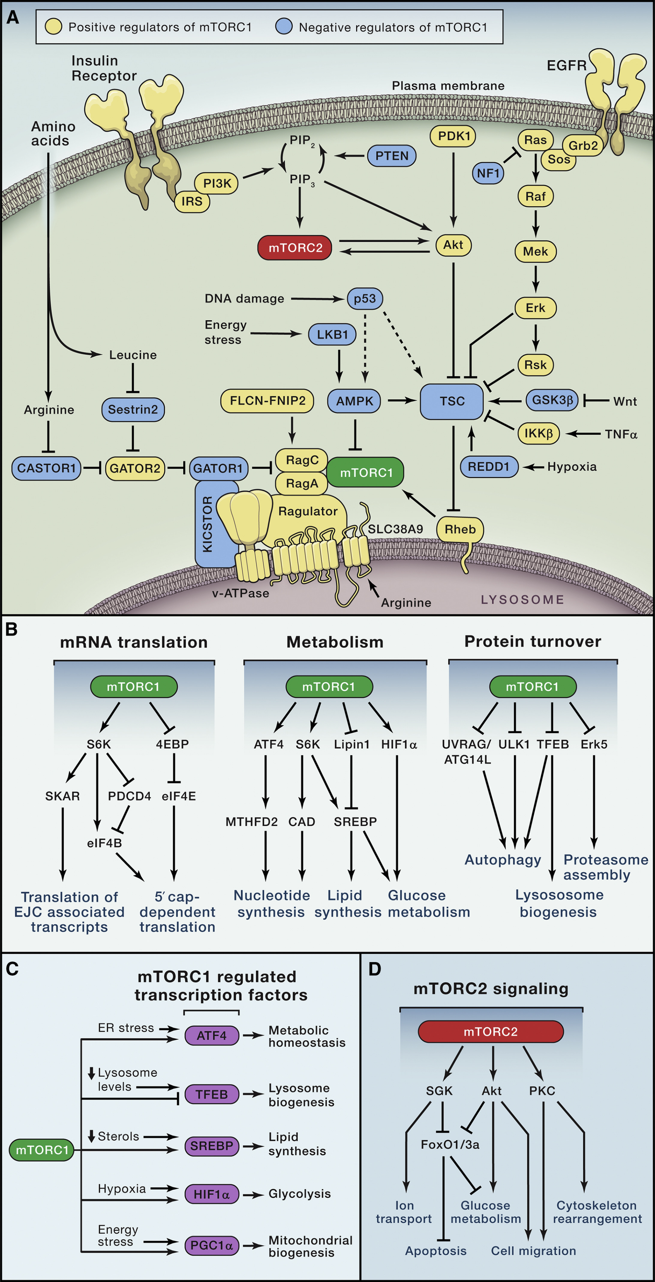 A
Positive regulators of mTORC1
Negative regulators of mTORC1
Insulin
Receptor
EGFR
Plasma membrane
Amino
acids
PIP2
PTEN
PDK1
Ras
Sos
Grb2
NF1
PI3K
IRS
PIP3
Raf
mTORC2
Akt
Mek
DNA damage
p53
Erk
Energy
stress
LKB1
Leucine
Rsk
FLCN-FNIP2
AMPK
TSC
GSK3β
Wnt
Arginine
Sestrin2
IKKβ
TNFα
CASTOR1
GATOR2
GATOR1
RagC
mTORC1
REDD1
Hypoxia
RagA
KICSTOR
Ragulator
SLC38A9
Rheb
v-ATPase
Arginine
LYSOSOME
B
mRNA translation
Metabolism
Protein turnover
mTORC1
mTORC1
mTORC1
S6K
4EBP
ATF4
S6K
Lipin1
HIF1α
UVRAG/
ATG14L
ULK1
TFEB
Erk5
SKAR
PDCD4
eIF4E
MTHFD2
CAD
SREBP
eIF4B
Autophagy
Proteasome
assembly
Translation of
EJC associated
transcripts
5′ cap-
dependent
translation
Nucleotide
synthesis
Lipid
synthesis
Glucose
metabolism
Lysososome
biogenesis
C
mTORC1 regulated
transcription factors
ER stress
ATF4
Metabolic
homeostasis
Lysosome
levels
TFEB
Lysosome
biogenesis
mTORC1
Sterols
SREBP
Lipid
synthesis
Hypoxia
HIF1α
Glycolysis
Energy
stress
PGC1α
Mitochondrial
biogenesis
D
mTORC2 signaling
mTORC2
SGK
Akt
PKC
FoxO1/3a
Ion
transport
Glucose
metabolism
Cytoskeleton
rearrangement
Apoptosis
Cell migration